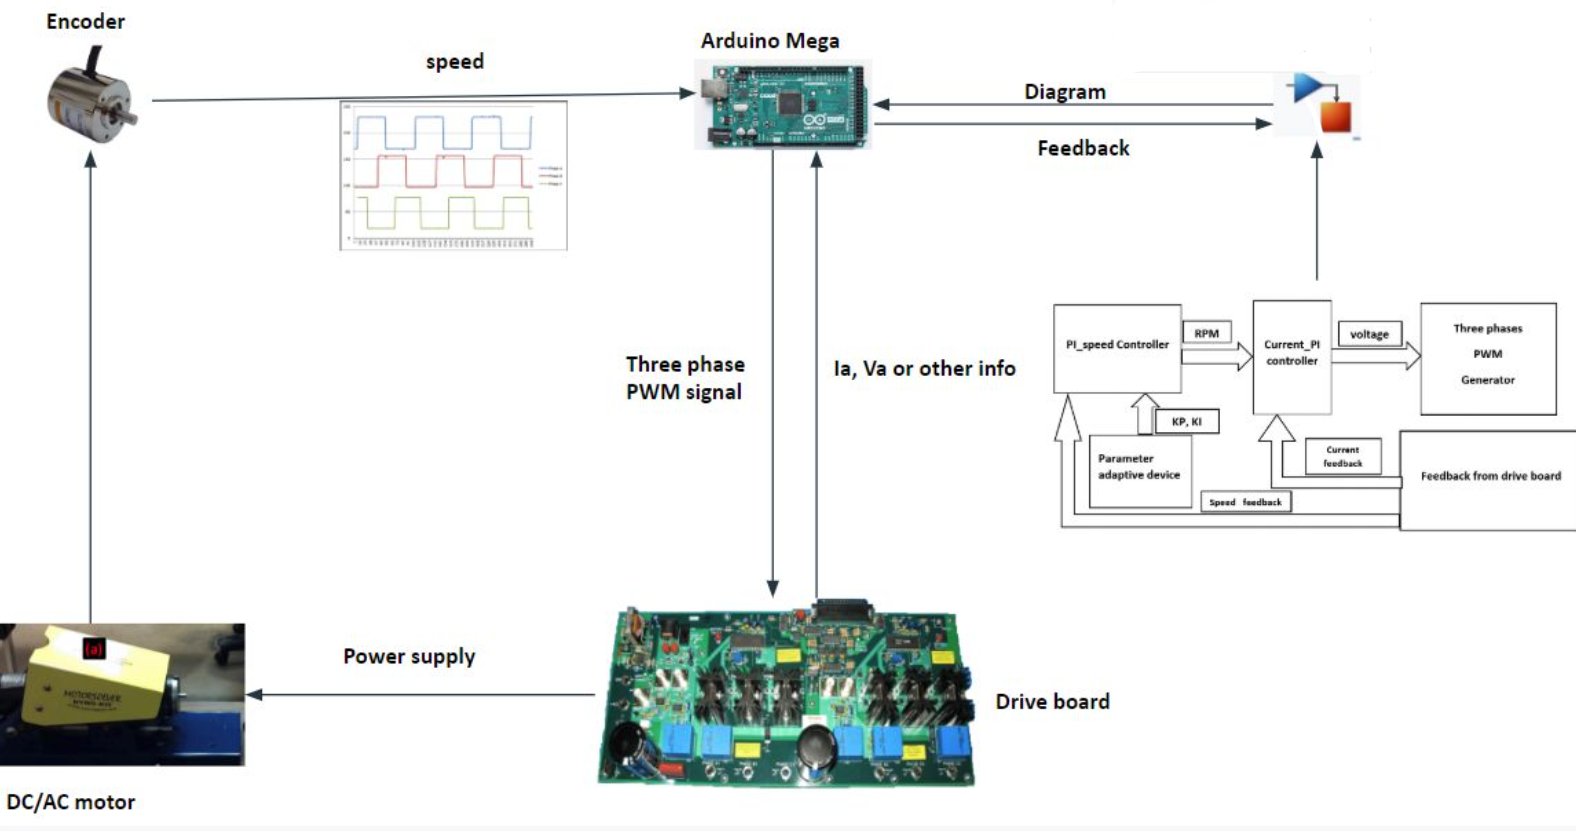 Encoder
speed
Arduino Mega
Diagram
Feedback
Three phase
PWM signal
Ia, Va or other info
PI_speed Controller
RPM
Current_PI
controller
voltage
Three phases
PWM
Generator
KP, KI
Parameter
adaptive device
Current
feedback
Speed feedback
Feedback from drive board
(a)
MOTORSOLVER
Power supply
Drive board
DC/AC motor